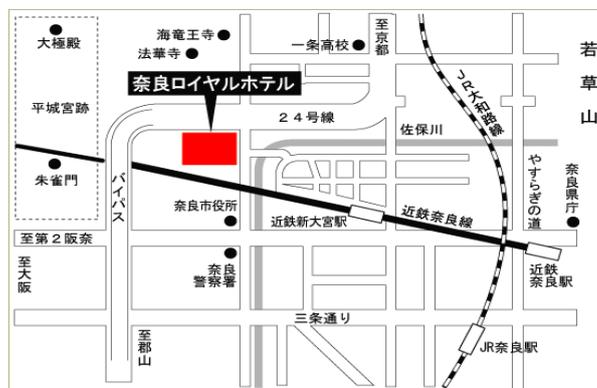 大極殿
海竜王寺
法華寺
一条高校
至京都
若草山
奈良ロイヤルホテル
平城宮跡
24号線
JR大和路線
佐保川
朱雀門
バイパス
やすらぎの道
奈良県庁
奈良市役所
近鉄新大宮駅
近鉄奈良線
至第2阪奈
至大阪
奈良
警察署
近鉄
奈良駅
三条通り
至郡山
JR奈良駅